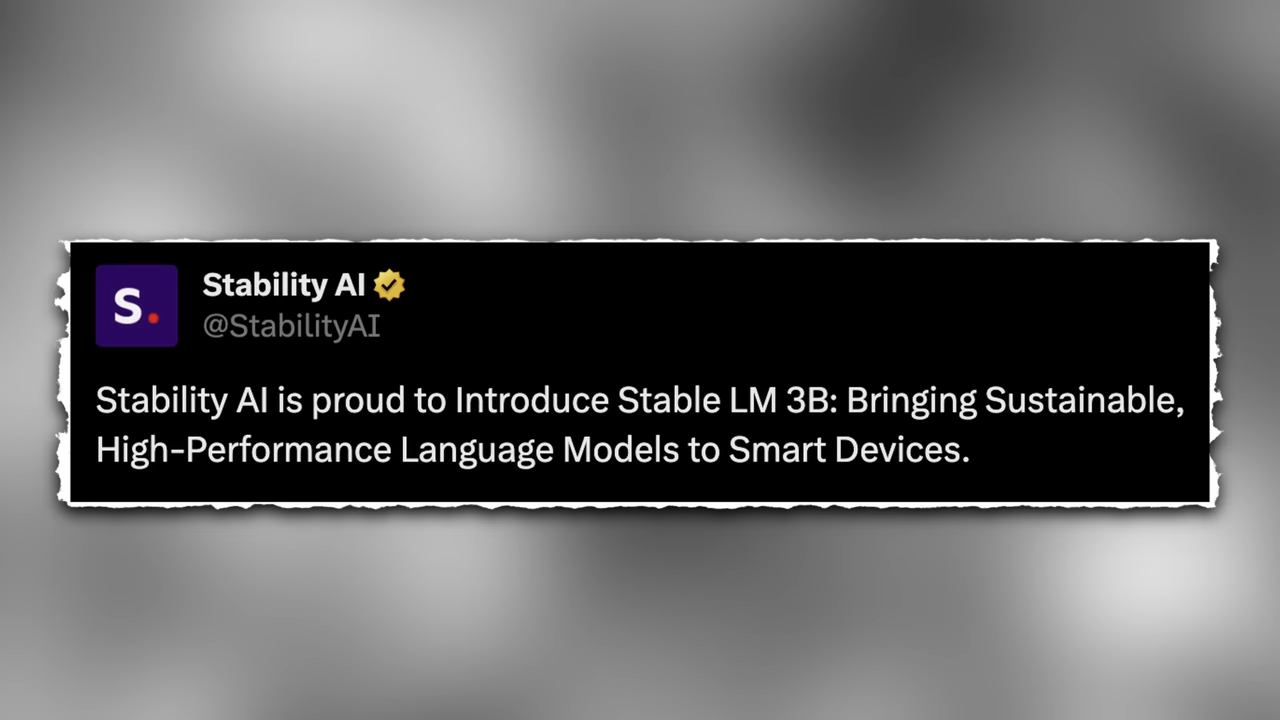 S.
Stability AI
@StabilityAI
Stability AI is proud to Introduce Stable LM 3B: Bringing Sustainable,
High-Performance Language Models to Smart Devices.